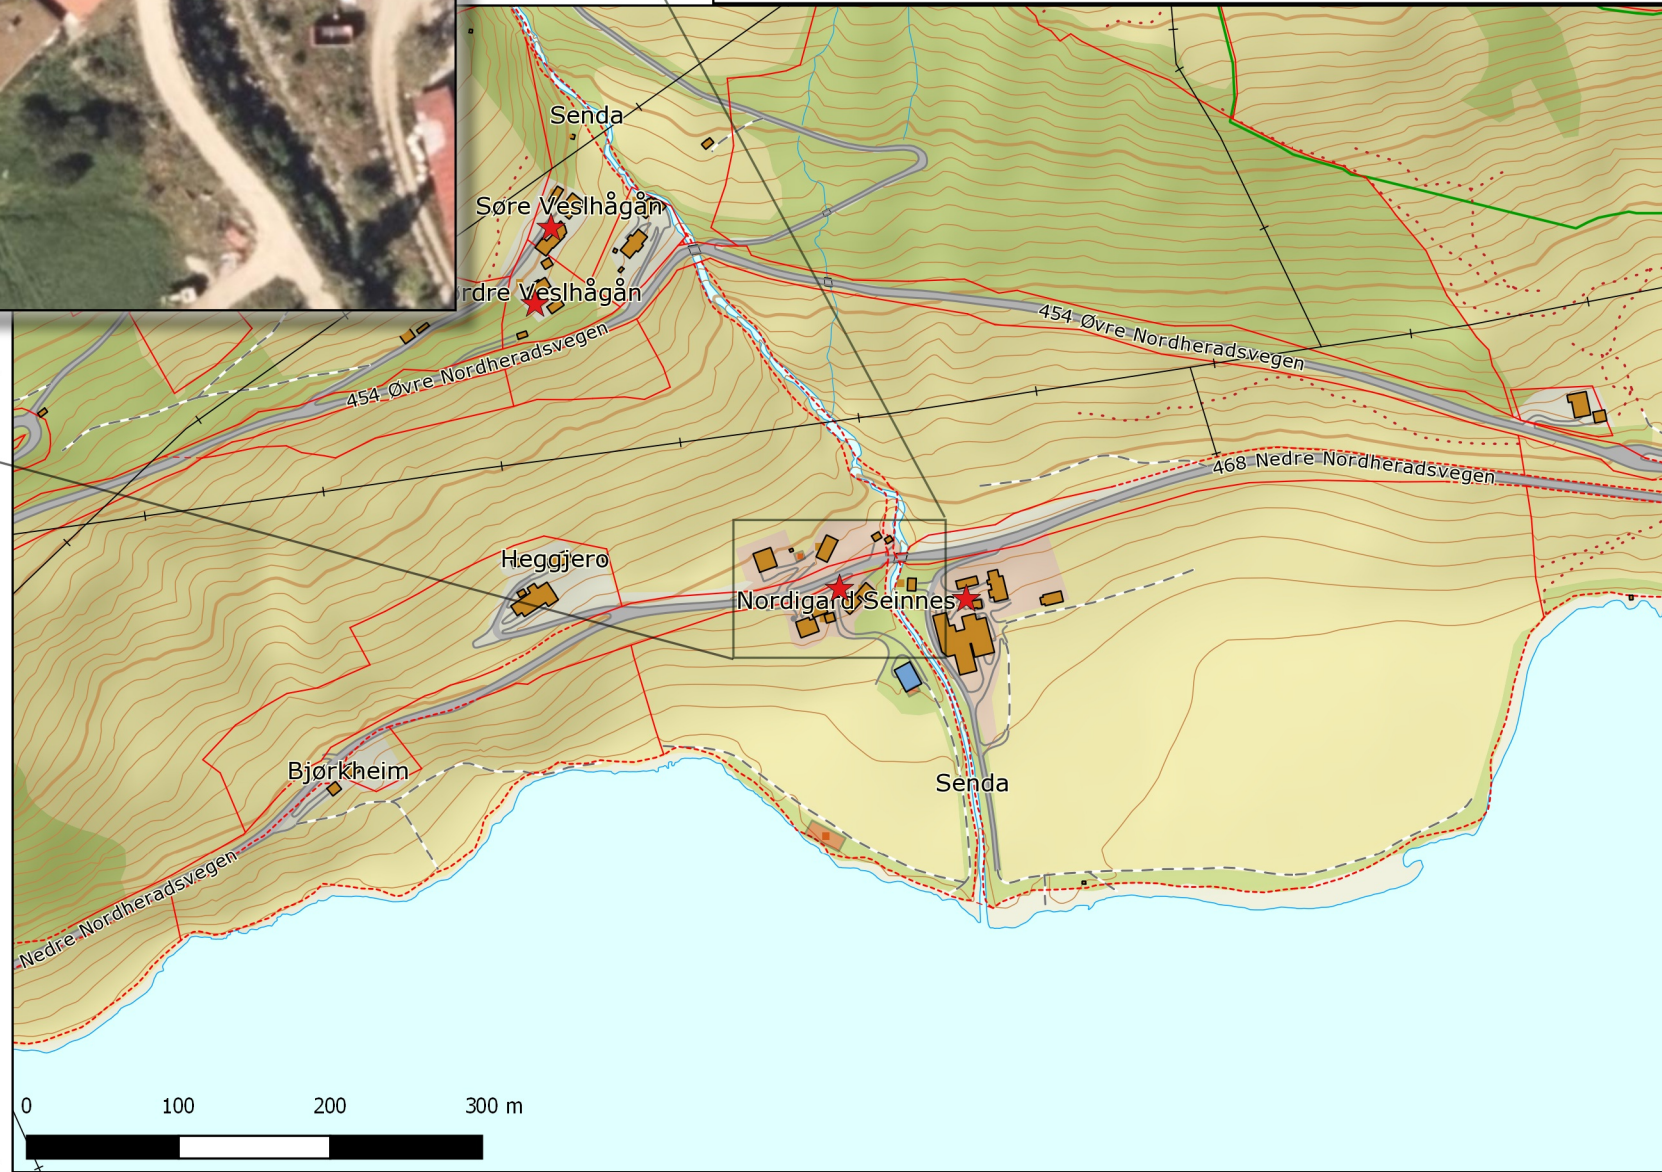 Senda
Søre Veslhågån
rdre Veslhågån
454 Øvre Nordheradsvegen
454 Øvre Nordheradsvegen
468 Nedre Nordheradsvegen
Heggjero
Nordigard Seinnes
Bjørkheim
Senda
Nedre Nordheradsvegen
0 100 200 300 m